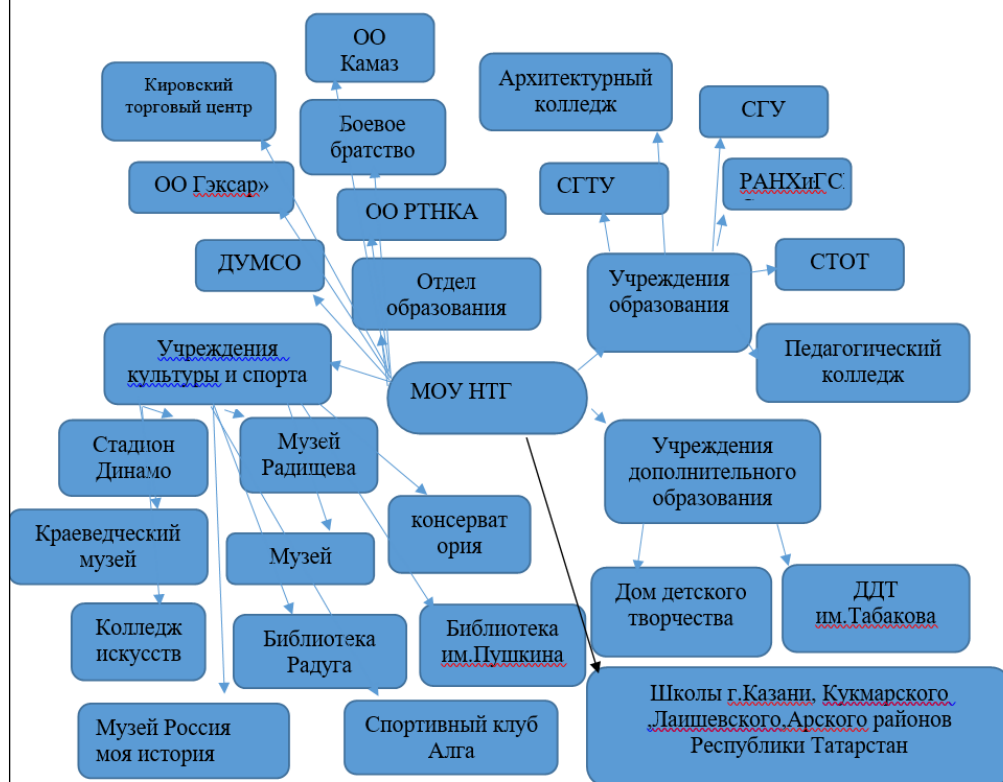 ОО
Камаз
Кировский
торговый центр
Архитектурный
колледж
СГУ
Боевое
братство
ОО Гэксар»
СГТУ
РАНХиГС
ОО РТНКА
ДУМСО
Отдел
образования
Учреждения
образования
СТОТ
Учреждения
культуры и спорта
МОУ НТГ
Педагогический
колледж
Стадион
Динамо
Музей
Радищева
Учреждения
дополнительного
образования
Краеведческий
музей
Музей
консерват
ория
Дом детского
творчества
ДДТ
им.Табакова
Колледж
искусств
Библиотека
Радуга
Библиотека
им.Пушкина
Музей Россия
моя история
Спортивный клуб
Алга
Школы г.Казани, Кукмарского
,Лаишевского,Арского районов
Республики Татарстан